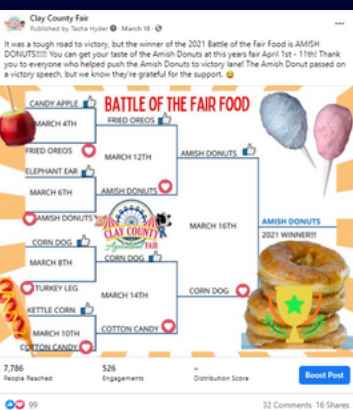 Clay County Fair
Published by Tasha Hyder · March 18 ·
It was a tough road to victory, but the winner of the 2021 Battle of the Fair Food is AMISH
DONUTS!!!!! You can get your taste of the Amish Donuts at this years fair April 1st - 11th! Thank
you to everyone who helped push the Amish Donuts to victory lane! The Amish Donut passed on
a victory speech, but we know they're grateful for the support. 😄
BATTLE OF THE FAIR FOOD
CANDY APPLE
MARCH 4TH
FRIED OREOS
FRIED OREOS
MARCH 12TH
AMISH DONUTS
ELEPHANT EAR
MARCH 6TH
AMISH DONUTS
AMISH DONUTS
CLAY COUNTY
Agricultural FAIR
MARCH 16TH
AMISH DONUTS
2021 WINNER!!!
CORN DOG
MARCH 8TH
CORN DOG
TURKEY LEG
MARCH 14TH
CORN DOG
KETTLE CORN
MARCH 10TH
COTTON CANDY
COTTON CANDY
7,786
People Reached
526
Engagements
–
Distribution Score
Boost Post
99
32 Comments 16 Shares